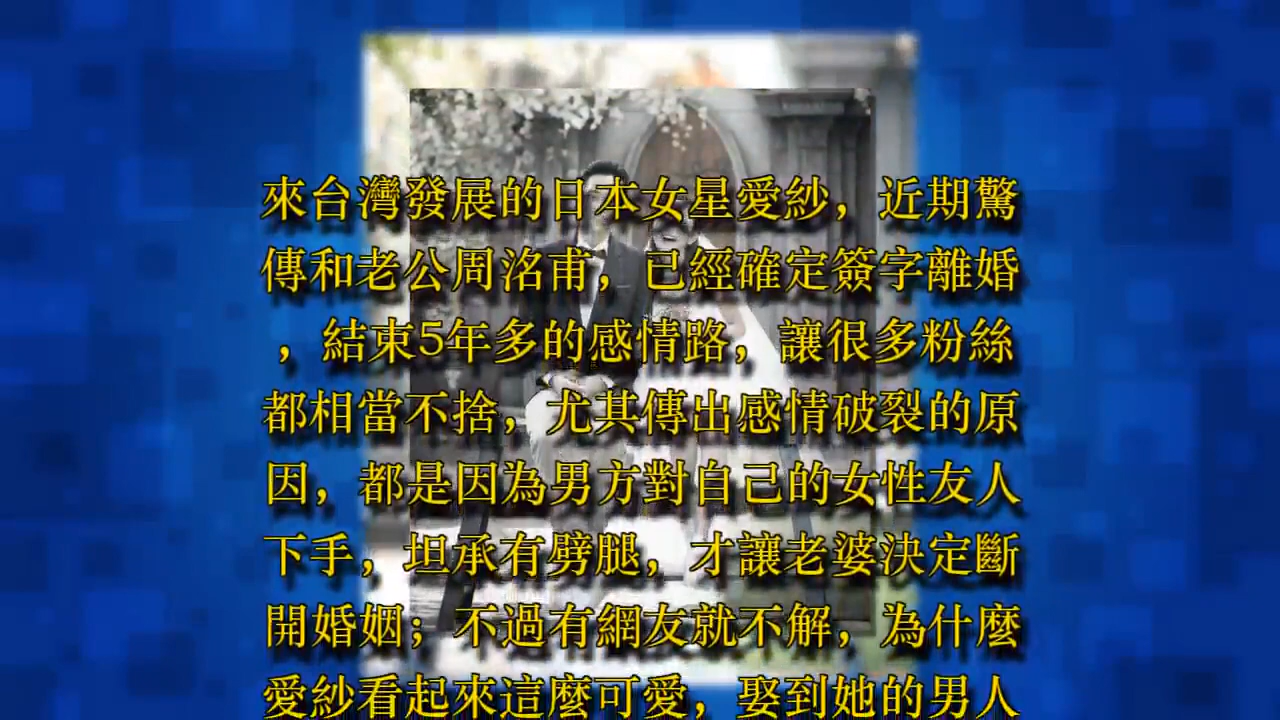 來台灣發展的日本女星愛紗，近期驚
傳和老公周洺甫，已經確定簽字離婚
，結束5年多的感情路，讓很多粉絲
都相當不捨，尤其傳出感情破裂的原
因，都是因為男方對自己的女性友人
下手，坦承有劈腿，才讓老婆決定斷
開婚姻；不過有網友就不解，為什麼
愛紗看起來這麼可愛，娶到她的男人